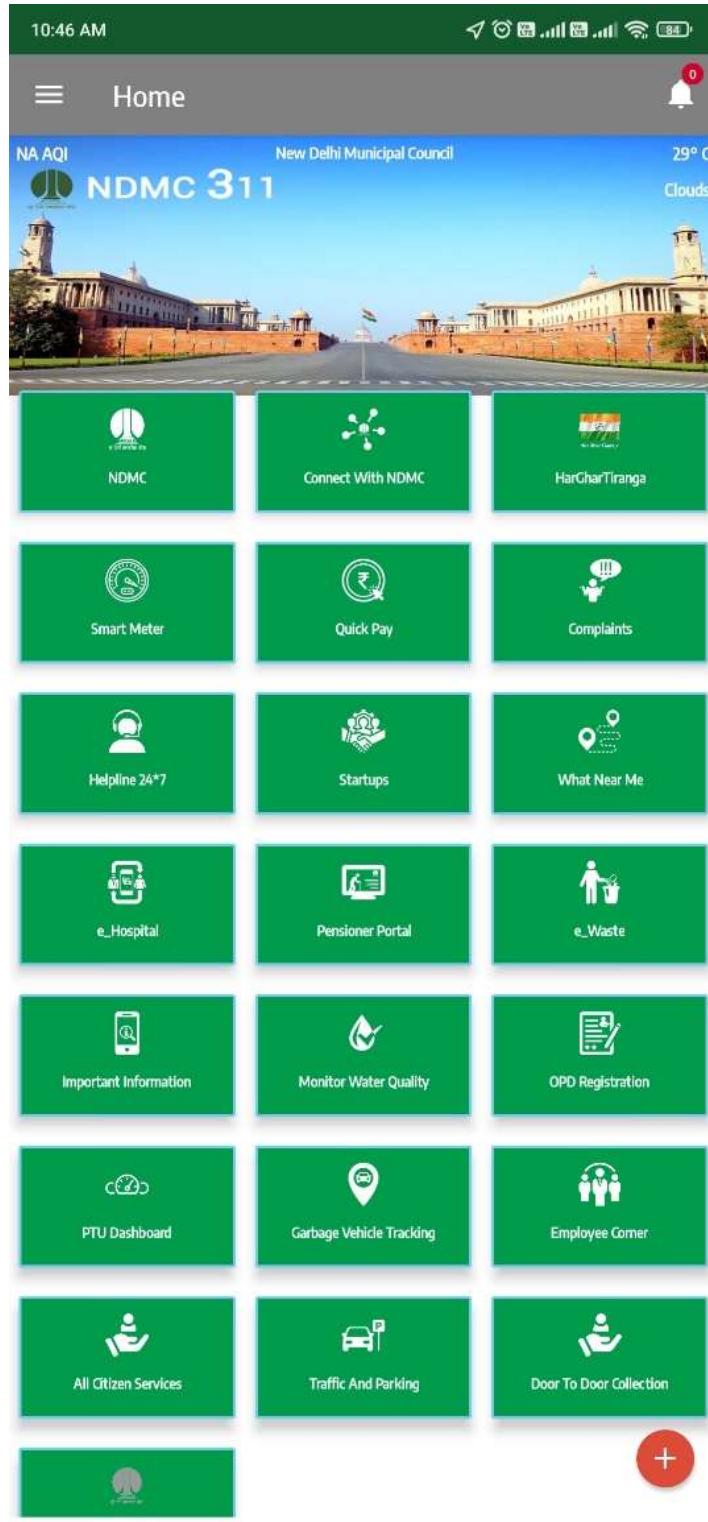 10:46 AM
84
Home
0
NA AQI
New Delhi Municipal Council
29° C
NDMC 311
Clouds
NDMC
Connect With NDMC
HarGharTiranga
Smart Meter
Quick Pay
Complaints
Helpline 24*7
Startups
What Near Me
e_Hospital
Pensioner Portal
e_Waste
Important Information
Monitor Water Quality
OPD Registration
PTU Dashboard
Garbage Vehicle Tracking
Employee Corner
All Citizen Services
Traffic And Parking
Door To Door Collection